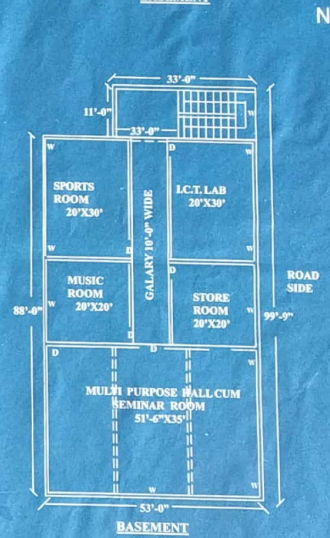 N
33'-0"
11'-0"
33'-0"
W
W
D
W
SPORTS
ROOM
20'X30'
GALARY 10'-0" WIDE
I.C.T. LAB
20'X30'
W
D
W
D
MUSIC
ROOM
20'X20'
W
STORE
ROOM
20'X20'
W
ROAD
SIDE
88'-0"
99'-9"
D
D
D
W
MULTI PURPOSE HALL CUM
SEMINAR ROOM
51'-6"X35'
W
W
53'-0"
BASEMENT